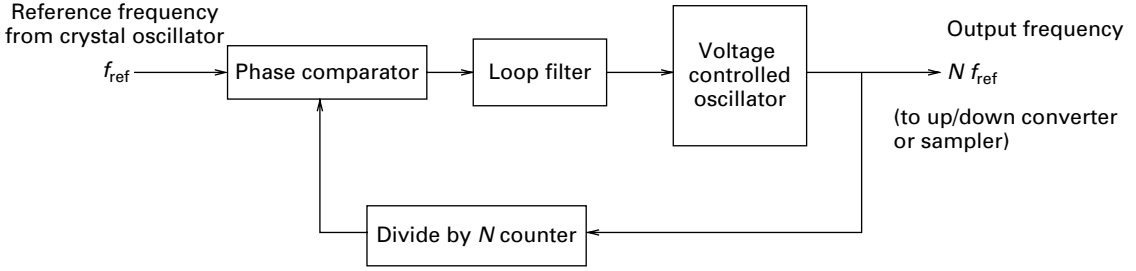 Reference frequency
from crystal oscillator
f_ref
Phase comparator
Loop filter
Voltage
controlled
oscillator
Output frequency
N f_ref
(to up/down converter
or sampler)
Divide by N counter